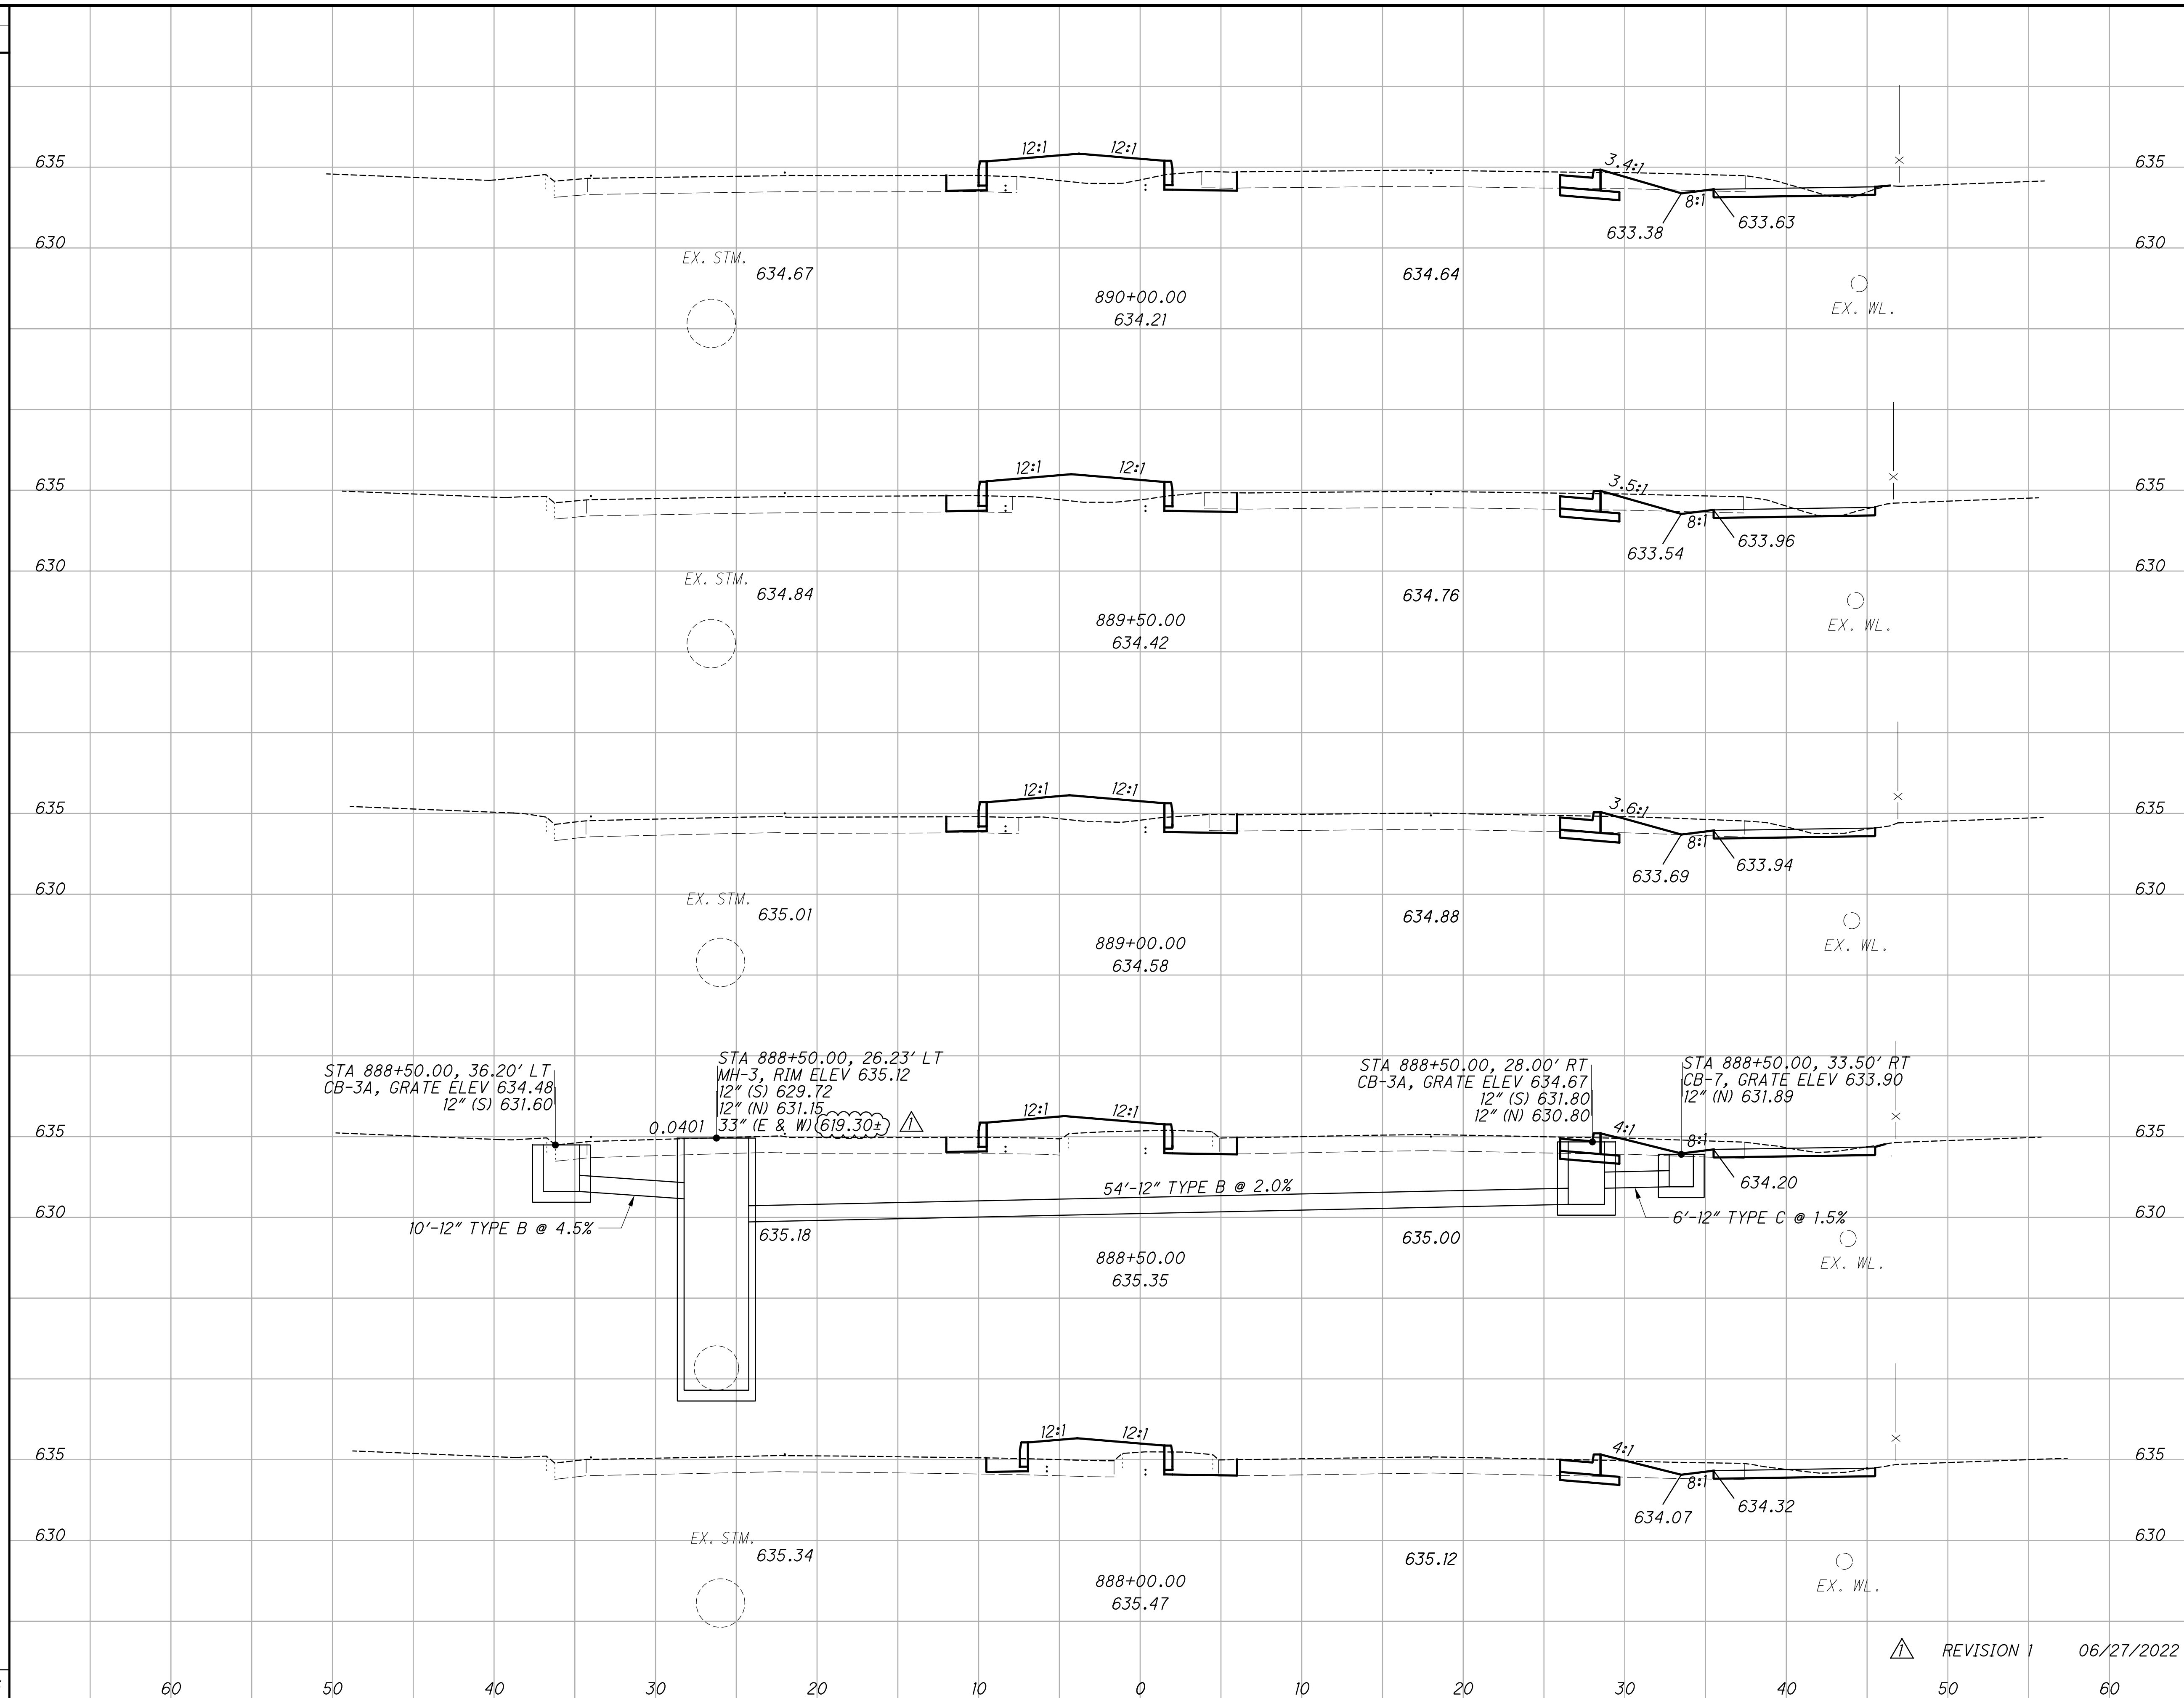 12:1 12:1 3.4:1
635 635
8:1
633.38 633.63
630 630
EX. STM. 634.67 634.64
890+00.00
634.21
EX. WL.
12:1 12:1 3.5:1
635 635
8:1
633.54 633.96
630 630
EX. STM. 634.84 634.76
889+50.00
634.42
EX. WL.
12:1 12:1 3.6:1
635 635
8:1
633.69 633.94
630 630
EX. STM. 635.01 634.88
889+00.00
634.58
EX. WL.
STA 888+50.00, 36.20' LT
CB-3A, GRATE ELEV 634.48
12" (S) 631.60
STA 888+50.00, 26.23' LT
MH-3, RIM ELEV 635.12
12" (S) 629.72
12" (N) 631.15
33" (E & W) 619.30± 1
STA 888+50.00, 28.00' RT
CB-3A, GRATE ELEV 634.67
12" (S) 631.80
12" (N) 630.80
STA 888+50.00, 33.50' RT
CB-7, GRATE ELEV 633.90
12" (N) 631.89
0.0401
12:1 12:1 4:1
635 635
8:1
54'-12" TYPE B @ 2.0%
634.20
630 630
10'-12" TYPE B @ 4.5%
6'-12" TYPE C @ 1.5%
635.18 635.00
888+50.00
635.35
EX. WL.
12:1 12:1 4:1
635 635
8:1
634.07 634.32
630 630
EX. STM. 635.34 635.12
888+00.00
635.47
EX. WL.
1 REVISION 1 06/27/2022
60 50 40 30 20 10 0 10 20 30 40 50 60